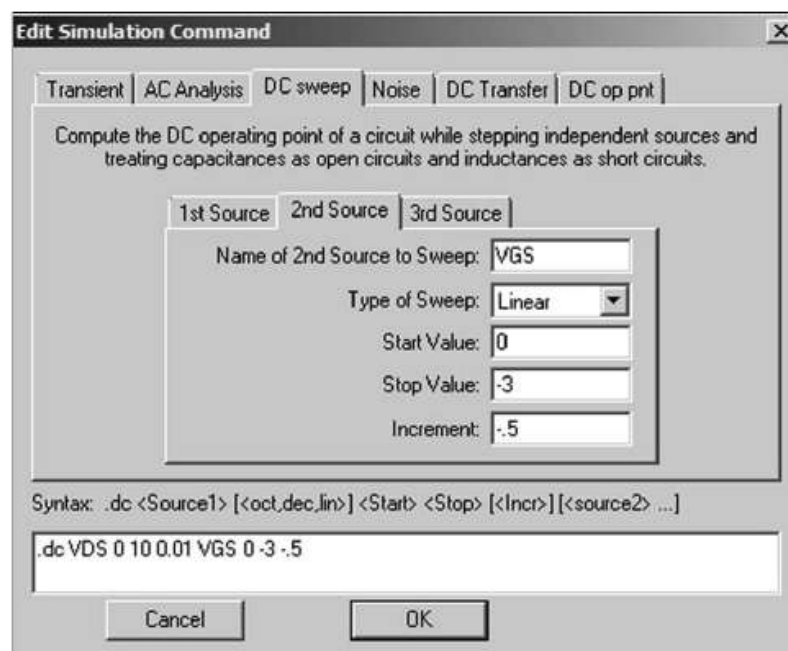 Edit Simulation Command
Transient AC Analysis DC sweep Noise DC Transfer DC op pnt
Compute the DC operating point of a circuit while stepping independent sources and
treating capacitances as open circuits and inductances as short circuits.
1st Source 2nd Source 3rd Source
Name of 2nd Source to Sweep: VGS
Type of Sweep: Linear
Start Value: 0
Stop Value: -3
Increment: -.5
Syntax: .dc <Source1> [<oct,dec,lin>] <Start> <Stop> [<Incr>] [<source2> ...]
.dc VDS 0 10 0.01 VGS 0 -3 -.5
Cancel OK